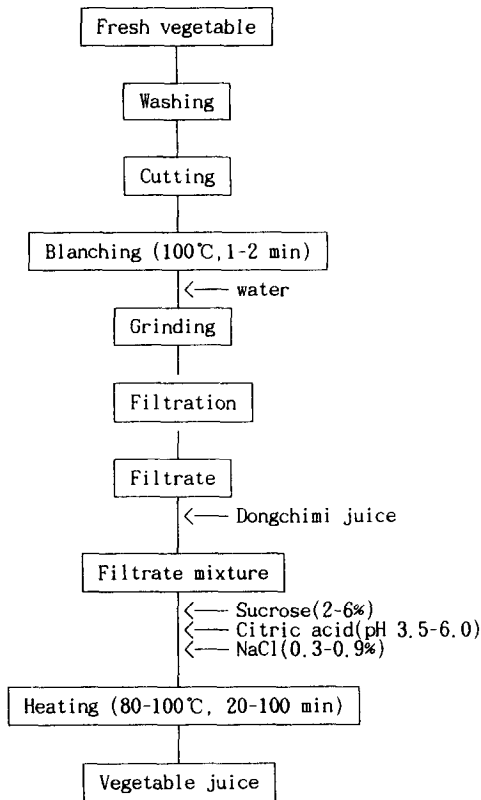 Fresh vegetable
Washing
Cutting
Blanching (100℃, 1-2 min)
water
Grinding
Filtration
Filtrate
Dongchimi juice
Filtrate mixture
Sucrose(2-6%)
Citric acid(pH 3.5-6.0)
NaCl(0.3-0.9%)
Heating (80-100℃, 20-100 min)
Vegetable juice